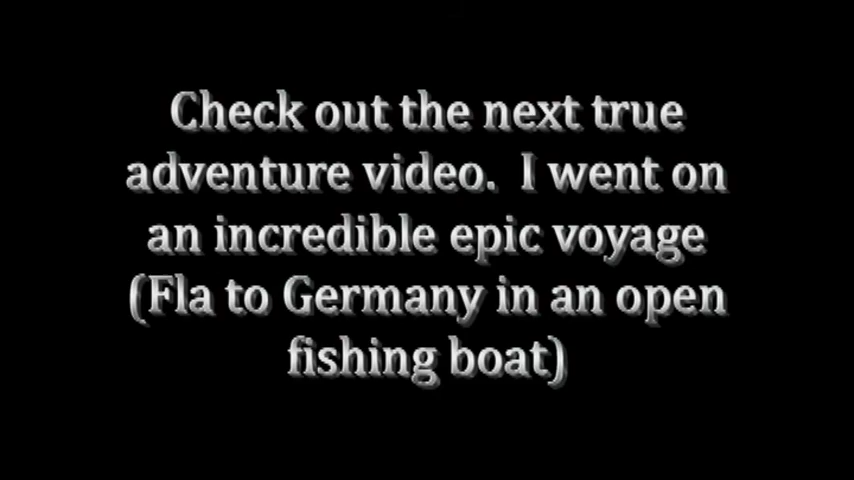 Check out the next true
adventure video.  I went on
an incredible epic voyage
(Fla to Germany in an open
fishing boat)